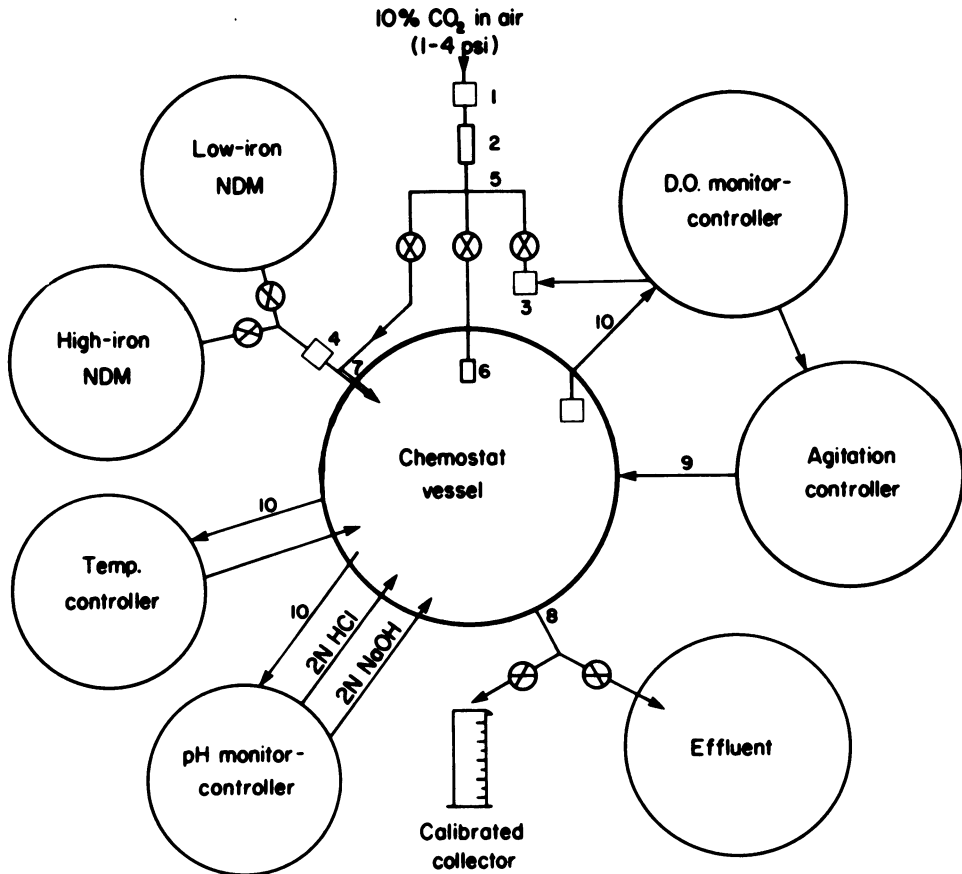 10% CO₂ in air
(1-4 psi)
1
2
5
3
Low-iron
NDM
High-iron
NDM
4
7
6
10
D.O. monitor-
controller
Chemostat
vessel
9
Agitation
controller
10
Temp.
controller
10
2N HCl
2N NaOH
pH monitor-
controller
8
Calibrated
collector
Effluent